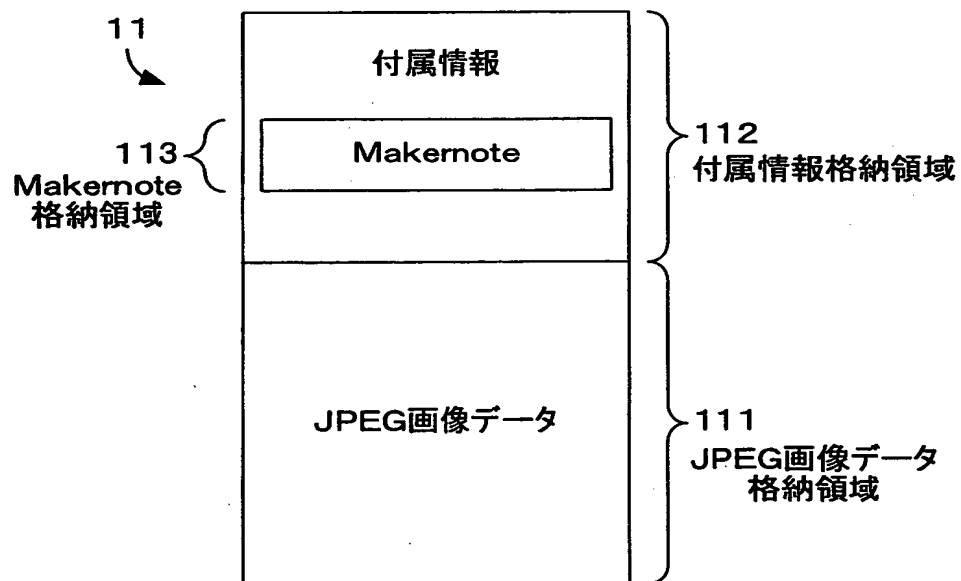 11
付属情報
113
Makernote
格納領域
Makernote
112
付属情報格納領域
JPEG画像データ
111
JPEG画像データ
格納領域